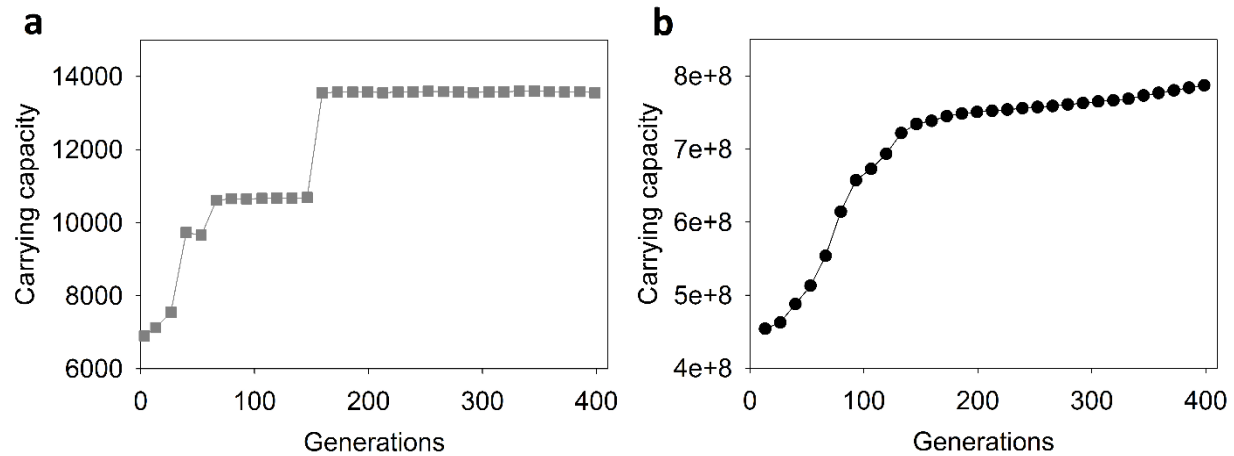 a
14000
12000
10000
8000
6000
Carrying capacity
0
100
200
300
400
Generations
b
8e+8
7e+8
6e+8
5e+8
4e+8
Carrying capacity
0
100
200
300
400
Generations